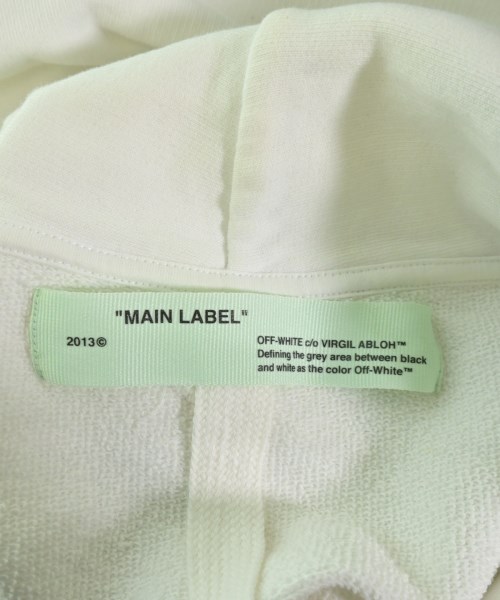 "MAIN LABEL"
2013©
OFF-WHITE c/o VIRGIL ABLOH™
Defining the grey area between black
and white as the color Off-White™